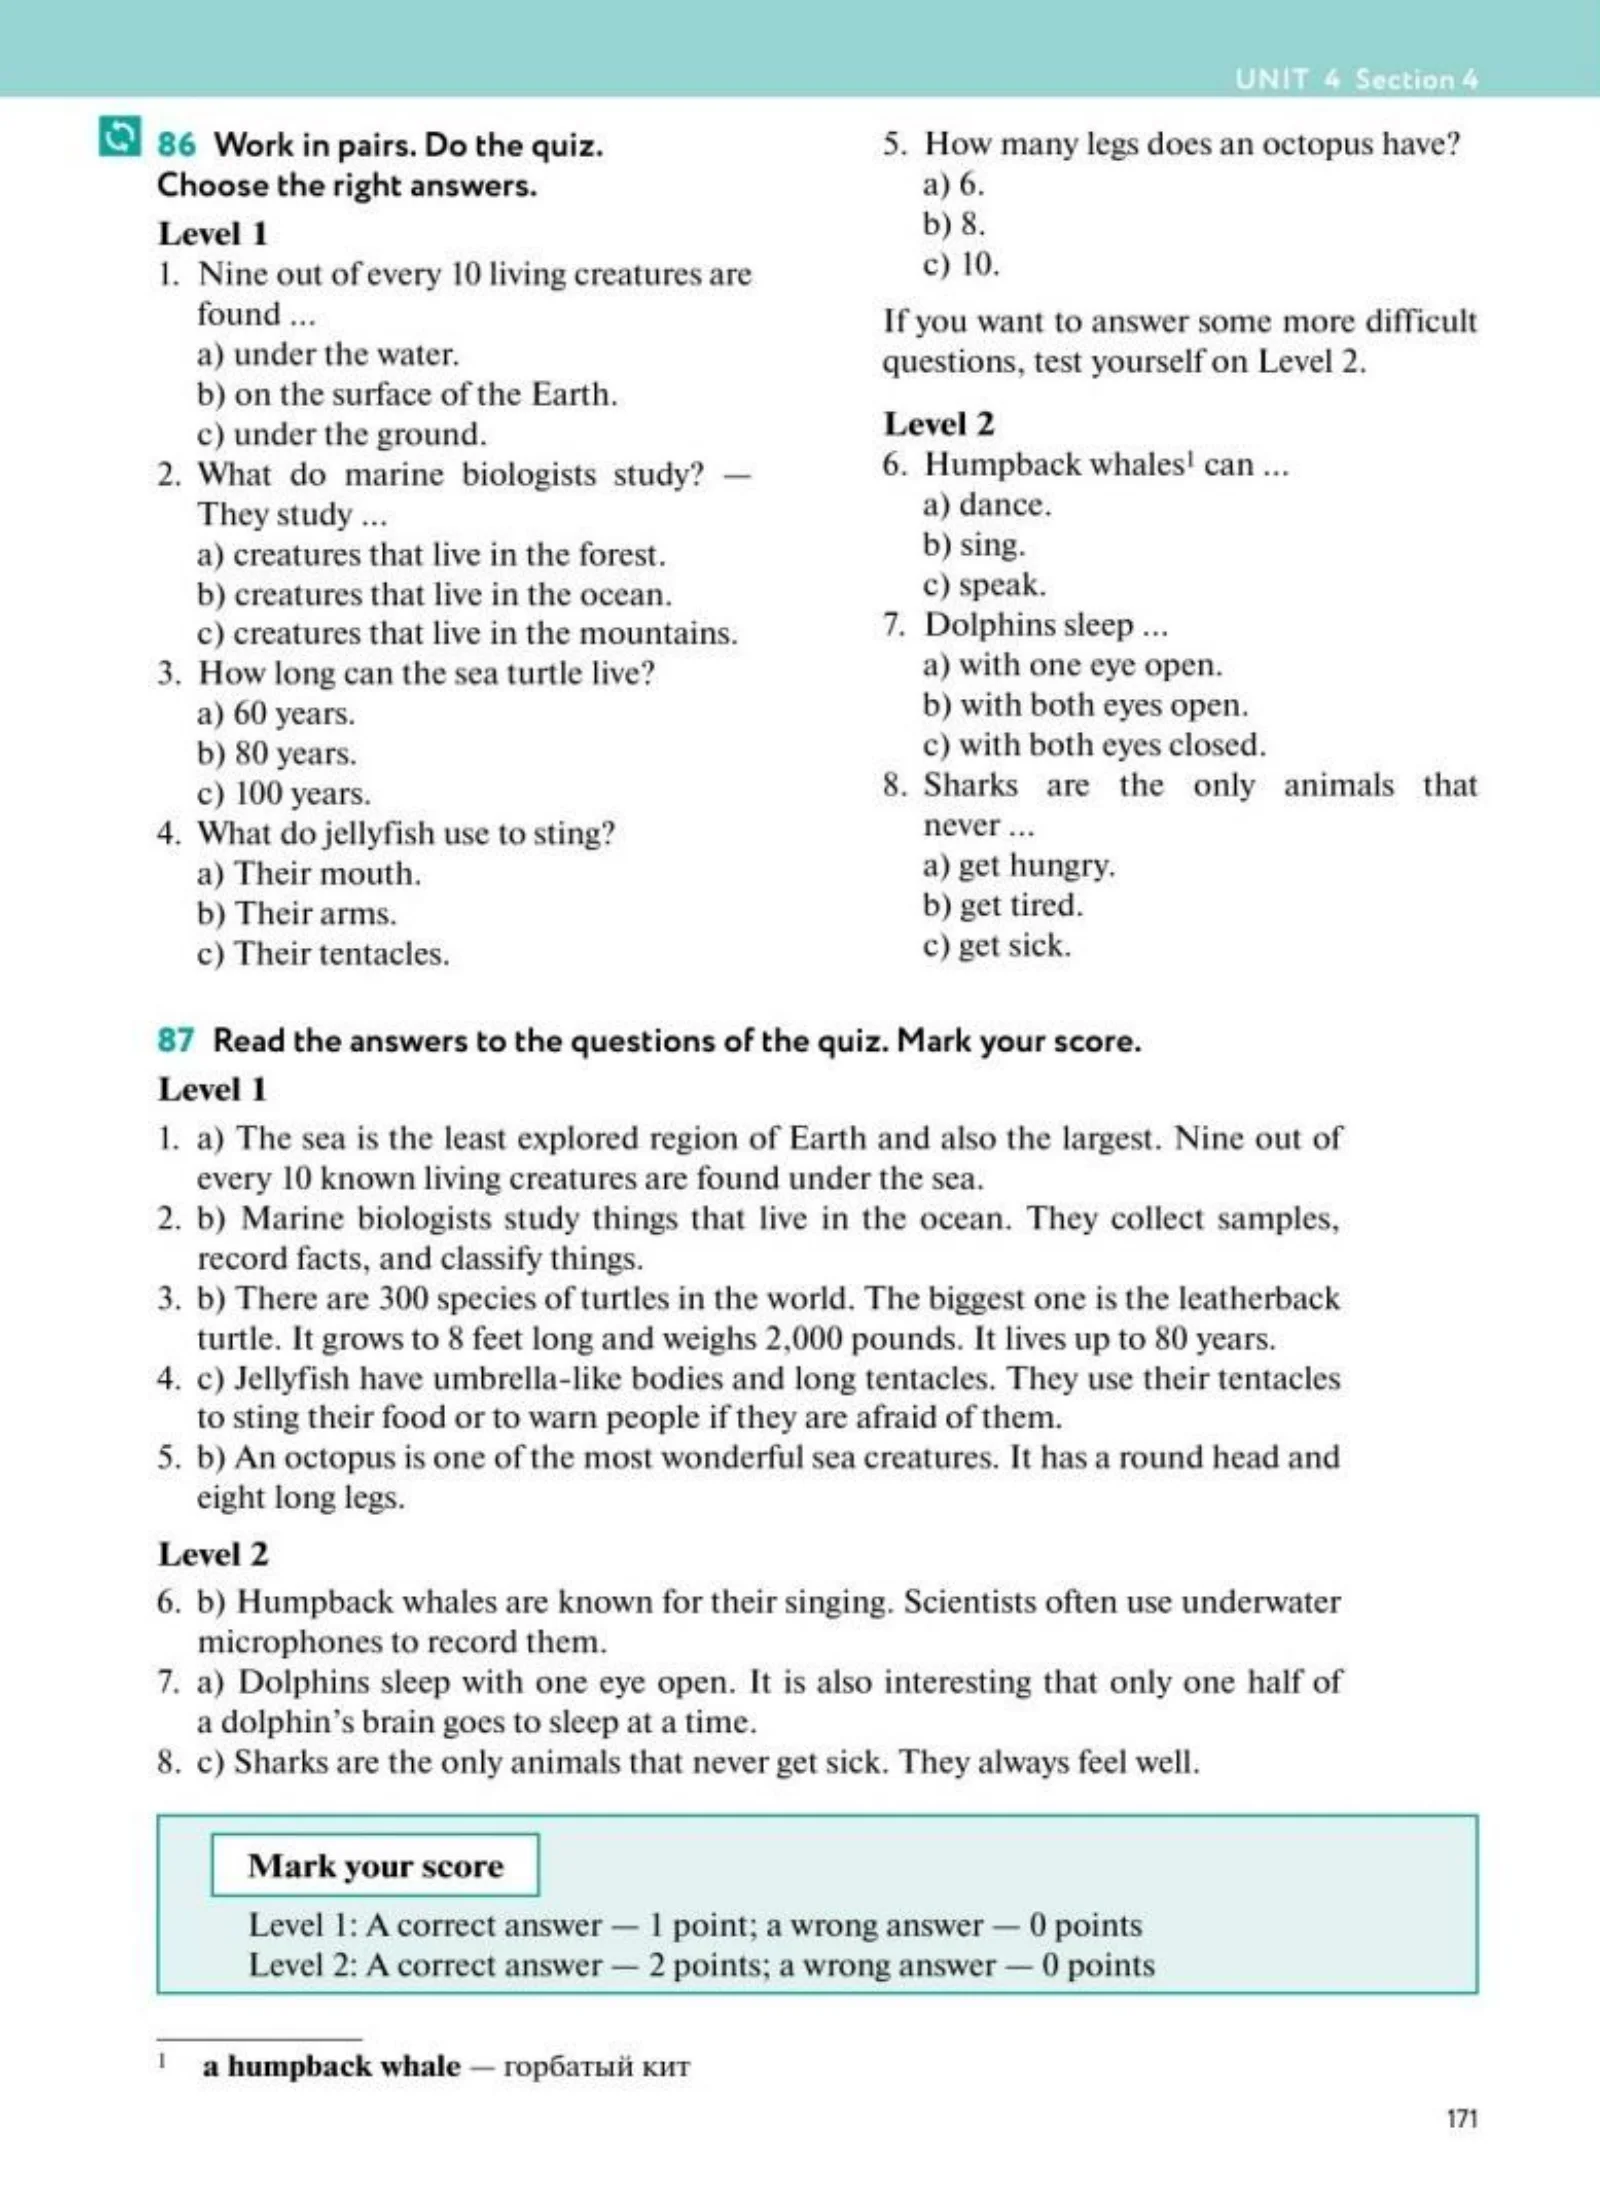 UNIT 4 Section 4
86 Work in pairs. Do the quiz.
Choose the right answers.
Level 1
1. Nine out of every 10 living creatures are
found ...
a) under the water.
b) on the surface of the Earth.
c) under the ground.
2. What do marine biologists study? —
They study ...
a) creatures that live in the forest.
b) creatures that live in the ocean.
c) creatures that live in the mountains.
3. How long can the sea turtle live?
a) 60 years.
b) 80 years.
c) 100 years.
4. What do jellyfish use to sting?
a) Their mouth.
b) Their arms.
c) Their tentacles.
5. How many legs does an octopus have?
a) 6.
b) 8.
c) 10.
If you want to answer some more difficult
questions, test yourself on Level 2.
Level 2
6. Humpback whales¹ can ...
a) dance.
b) sing.
c) speak.
7. Dolphins sleep ...
a) with one eye open.
b) with both eyes open.
c) with both eyes closed.
8. Sharks are the only animals that
never ...
a) get hungry.
b) get tired.
c) get sick.
87 Read the answers to the questions of the quiz. Mark your score.
Level 1
1. a) The sea is the least explored region of Earth and also the largest. Nine out of
every 10 known living creatures are found under the sea.
2. b) Marine biologists study things that live in the ocean. They collect samples,
record facts, and classify things.
3. b) There are 300 species of turtles in the world. The biggest one is the leatherback
turtle. It grows to 8 feet long and weighs 2,000 pounds. It lives up to 80 years.
4. c) Jellyfish have umbrella-like bodies and long tentacles. They use their tentacles
to sting their food or to warn people if they are afraid of them.
5. b) An octopus is one of the most wonderful sea creatures. It has a round head and
eight long legs.
Level 2
6. b) Humpback whales are known for their singing. Scientists often use underwater
microphones to record them.
7. a) Dolphins sleep with one eye open. It is also interesting that only one half of
a dolphin's brain goes to sleep at a time.
8. c) Sharks are the only animals that never get sick. They always feel well.
Mark your score
Level 1: A correct answer — 1 point; a wrong answer — 0 points
Level 2: A correct answer — 2 points; a wrong answer — 0 points
¹ a humpback whale — горбатый кит
171